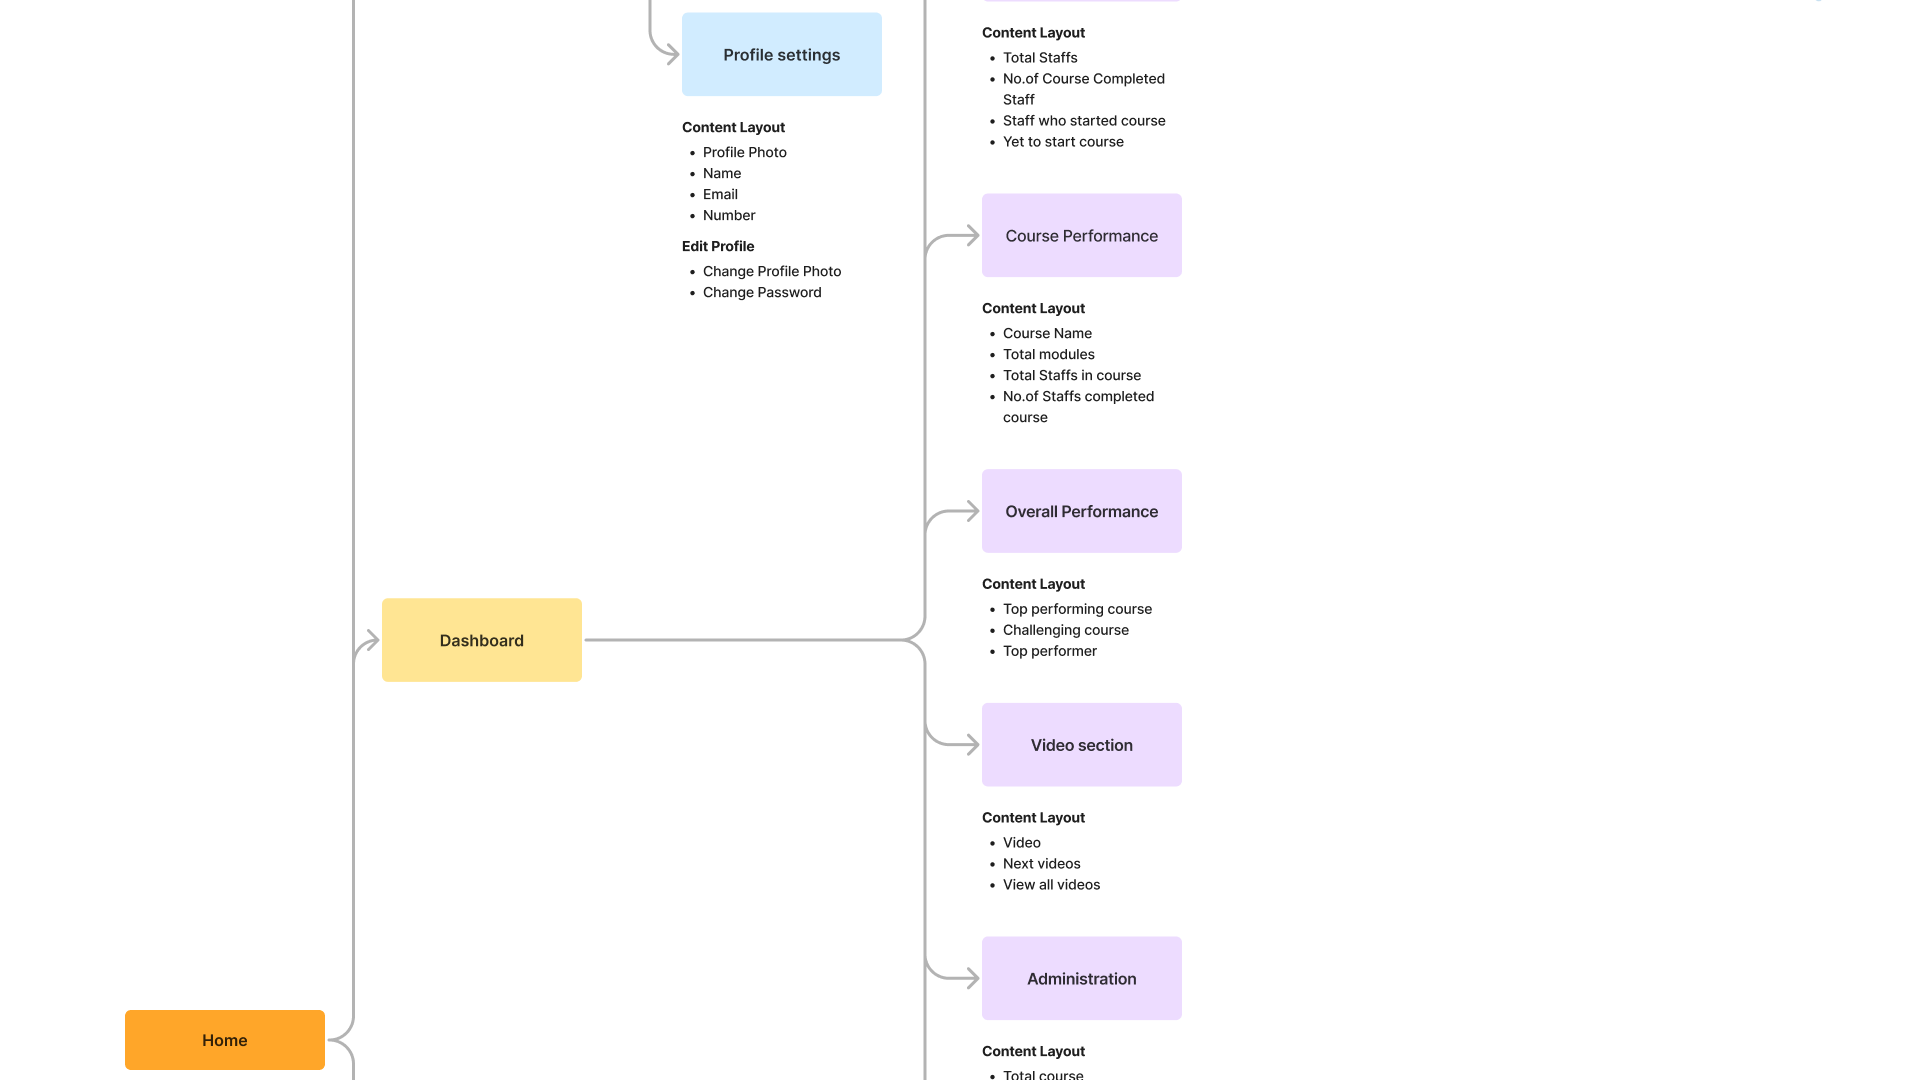 Profile settings
Content Layout
• Profile Photo
• Name
• Email
• Number
Edit Profile
• Change Profile Photo
• Change Password
Content Layout
• Total Staffs
• No.of Course Completed
Staff
• Staff who started course
• Yet to start course
Course Performance
Content Layout
• Course Name
• Total modules
• Total Staffs in course
• No.of Staffs completed
course
Overall Performance
Content Layout
• Top performing course
• Challenging course
• Top performer
Dashboard
Video section
Content Layout
• Video
• Next videos
• View all videos
Administration
Content Layout
• Total course
Home